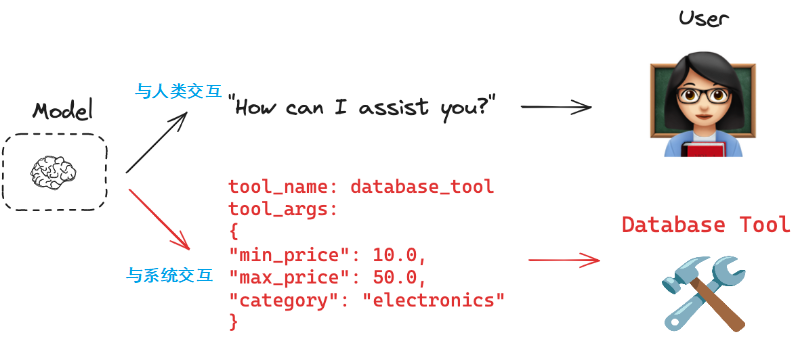 User
与人类交互
Model
"How can I assist you?"
tool_name: database_tool
tool_args:
{
"min_price": 10.0,
"max_price": 50.0,
"category": "electronics"
}
Database Tool
与系统交互